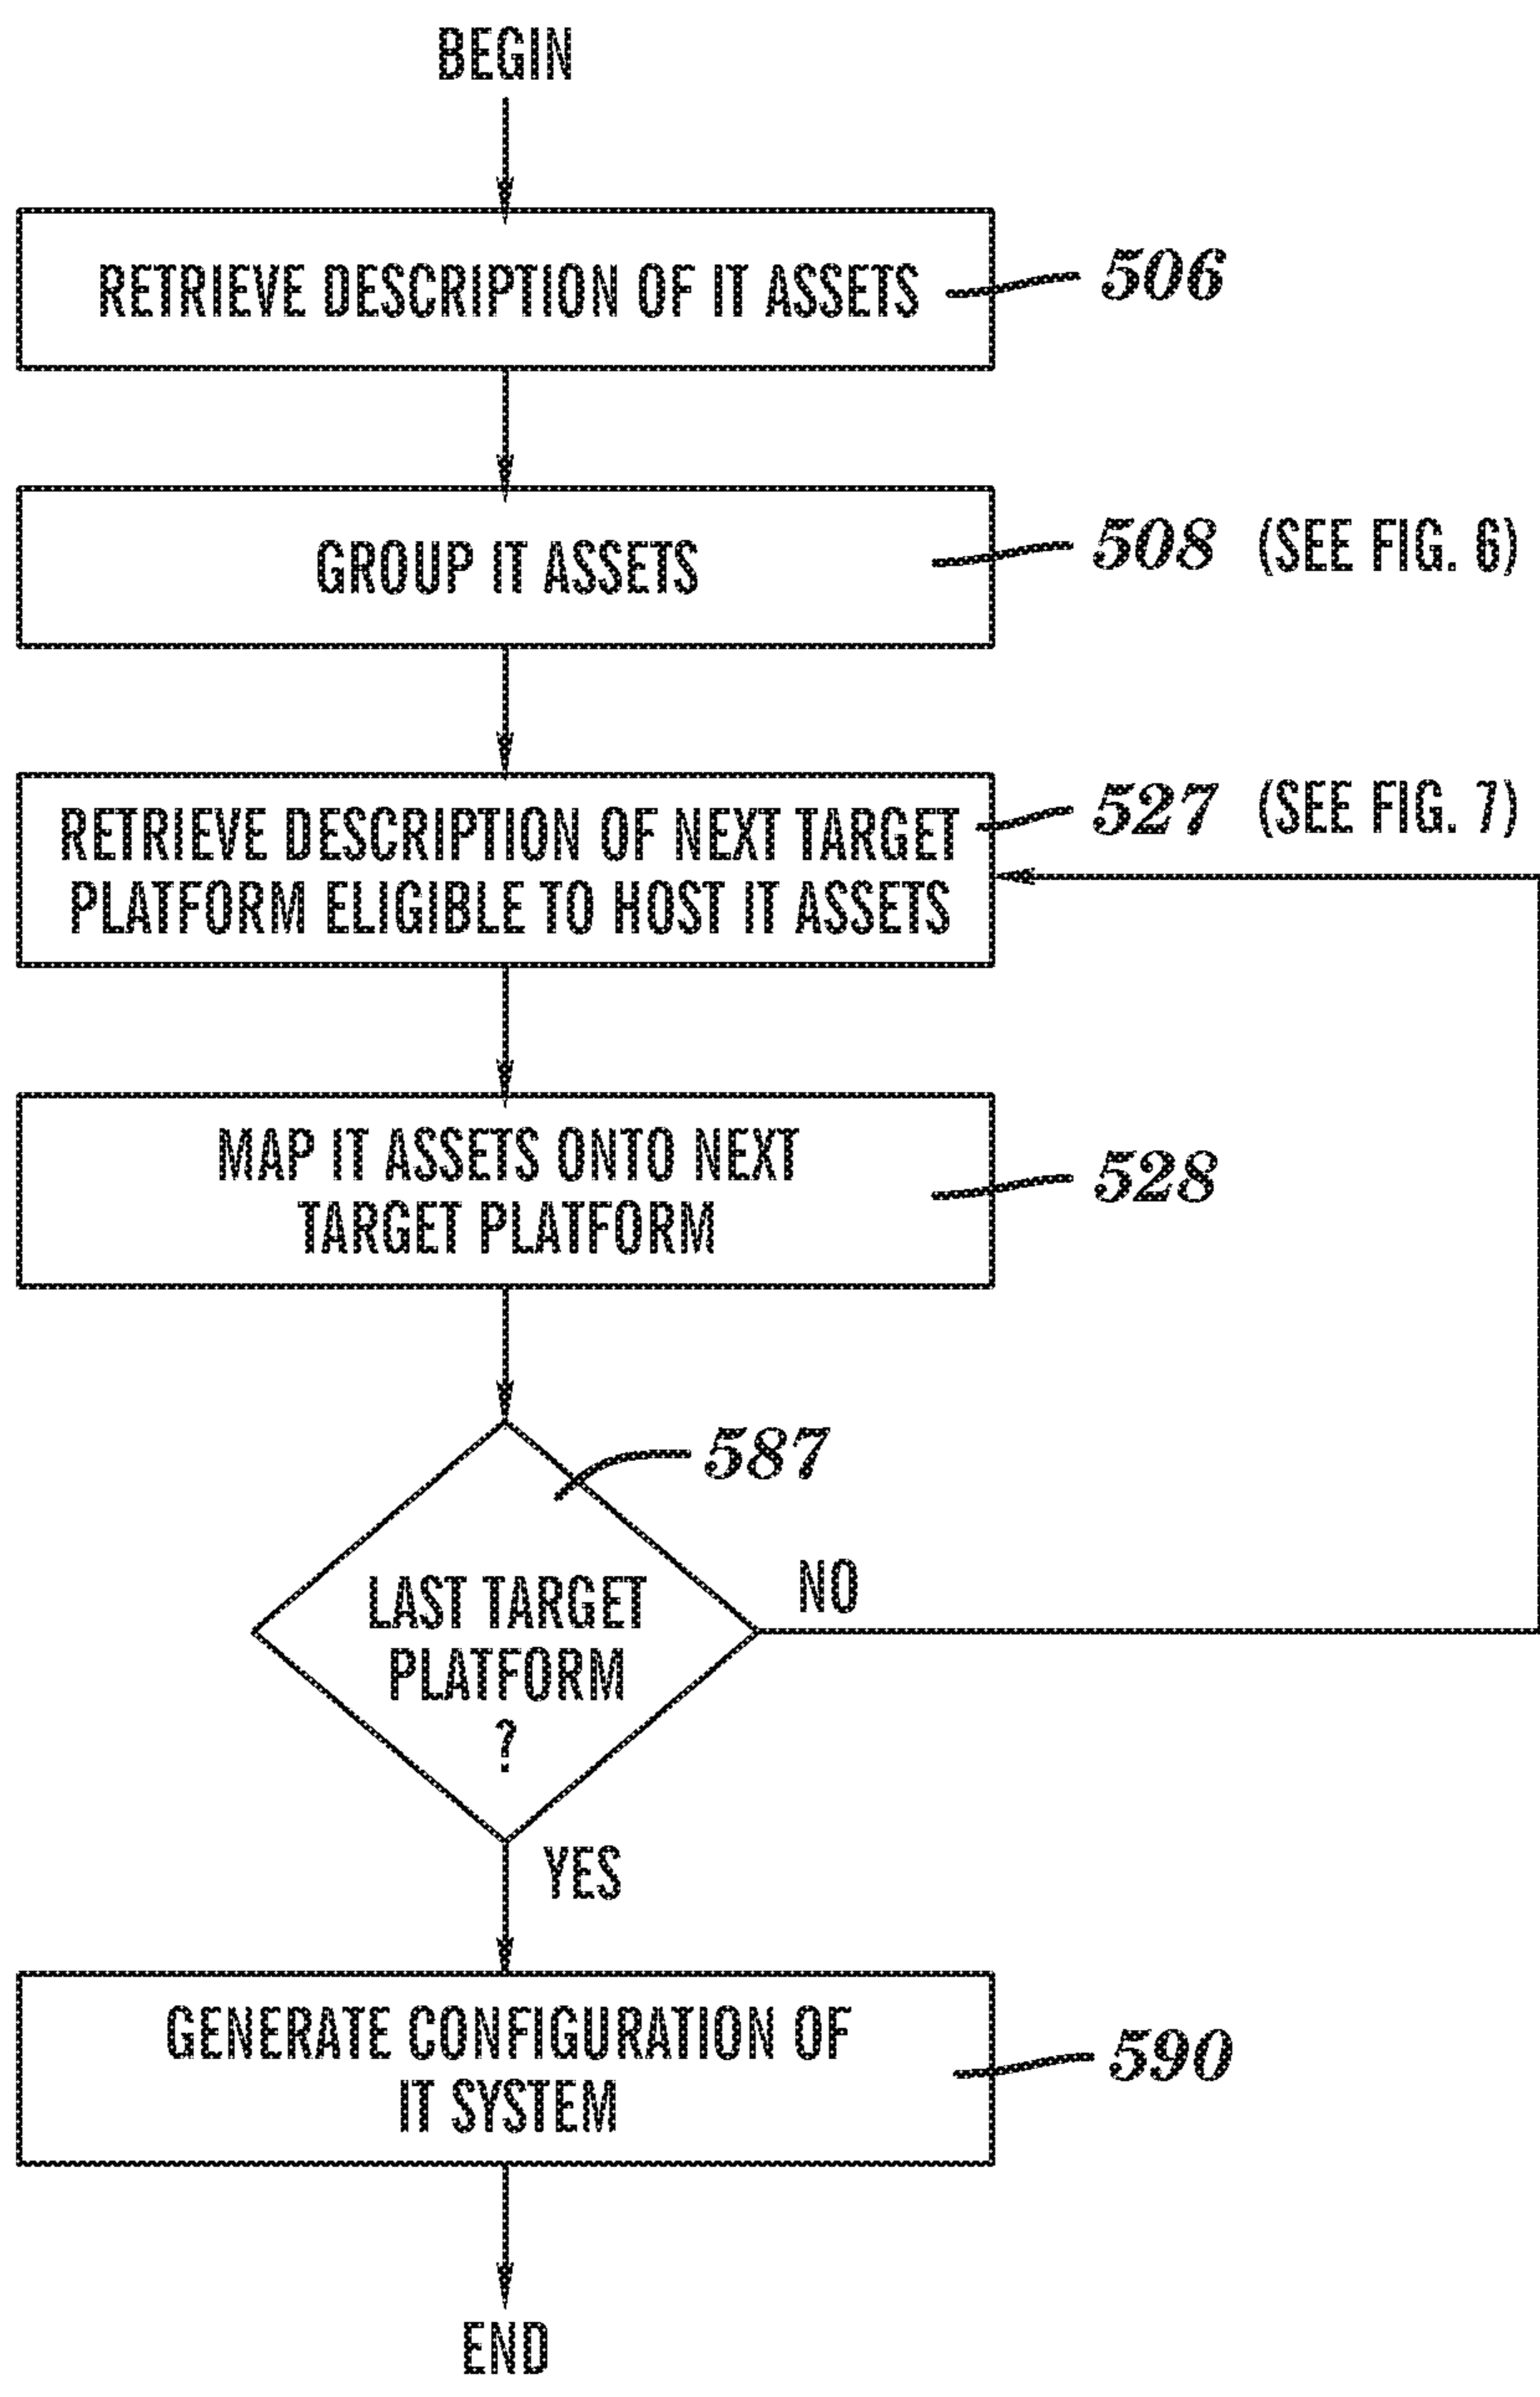 BEGIN
RETRIEVE DESCRIPTION OF IT ASSETS
506
GROUP IT ASSETS
508 (SEE FIG. 6)
RETRIEVE DESCRIPTION OF NEXT TARGET
PLATFORM ELIGIBLE TO HOST IT ASSETS
527 (SEE FIG. 7)
MAP IT ASSETS ONTO NEXT
TARGET PLATFORM
528
587
LAST TARGET
PLATFORM
?
NO
YES
GENERATE CONFIGURATION OF
IT SYSTEM
590
END